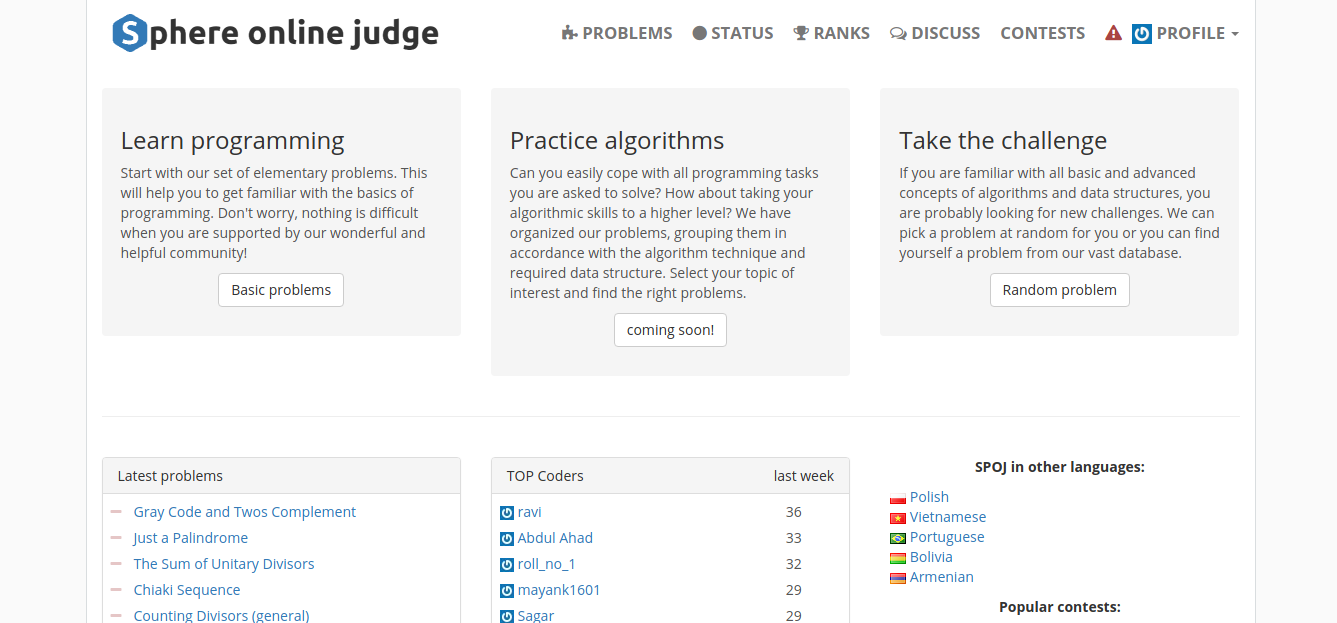 Sphere online judge
PROBLEMS STATUS RANKS DISCUSS CONTESTS PROFILE
Learn programming
Start with our set of elementary problems. This
will help you to get familiar with the basics of
programming. Don't worry, nothing is difficult
when you are supported by our wonderful and
helpful community!
Basic problems
Practice algorithms
Can you easily cope with all programming tasks
you are asked to solve? How about taking your
algorithmic skills to a higher level? We have
organized our problems, grouping them in
accordance with the algorithm technique and
required data structure. Select your topic of
interest and find the right problems.
coming soon!
Take the challenge
If you are familiar with all basic and advanced
concepts of algorithms and data structures, you
are probably looking for new challenges. We can
pick a problem at random for you or you can find
yourself a problem from our vast database.
Random problem
Latest problems
Gray Code and Twos Complement
Just a Palindrome
The Sum of Unitary Divisors
Chiaki Sequence
Counting Divisors (general)
TOP Coders last week
ravi 36
Abdul Ahad 33
roll_no_1 32
mayank1601 29
Sagar 29
SPOJ in other languages:
Polish
Vietnamese
Portuguese
Bolivia
Armenian
Popular contests: